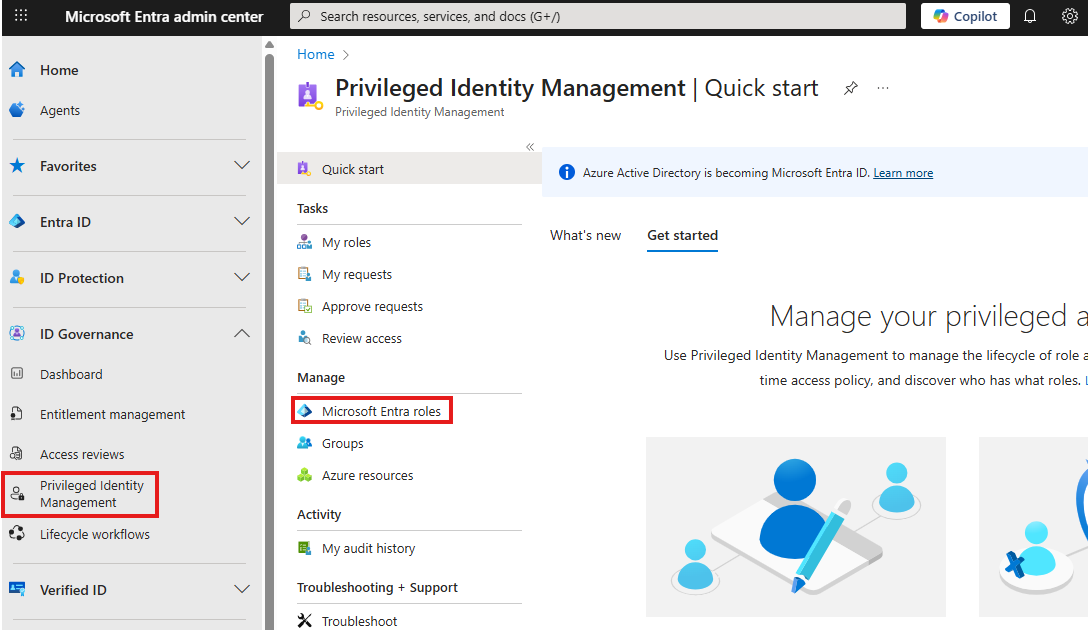 Microsoft Entra admin center
Search resources, services, and docs (G+/)
Copilot
Home
Agents
Favorites
Entra ID
ID Protection
ID Governance
Dashboard
Entitlement management
Access reviews
Privileged Identity
Management
Lifecycle workflows
Verified ID
Home
Privileged Identity Management | Quick start
Privileged Identity Management
Quick start
Tasks
My roles
My requests
Approve requests
Review access
Manage
Microsoft Entra roles
Groups
Azure resources
Activity
My audit history
Troubleshooting + Support
Troubleshoot
Azure Active Directory is becoming Microsoft Entra ID. Learn more
What's new
Get started
Manage your privileged a
Use Privileged Identity Management to manage the lifecycle of role a
time access policy, and discover who has what roles.